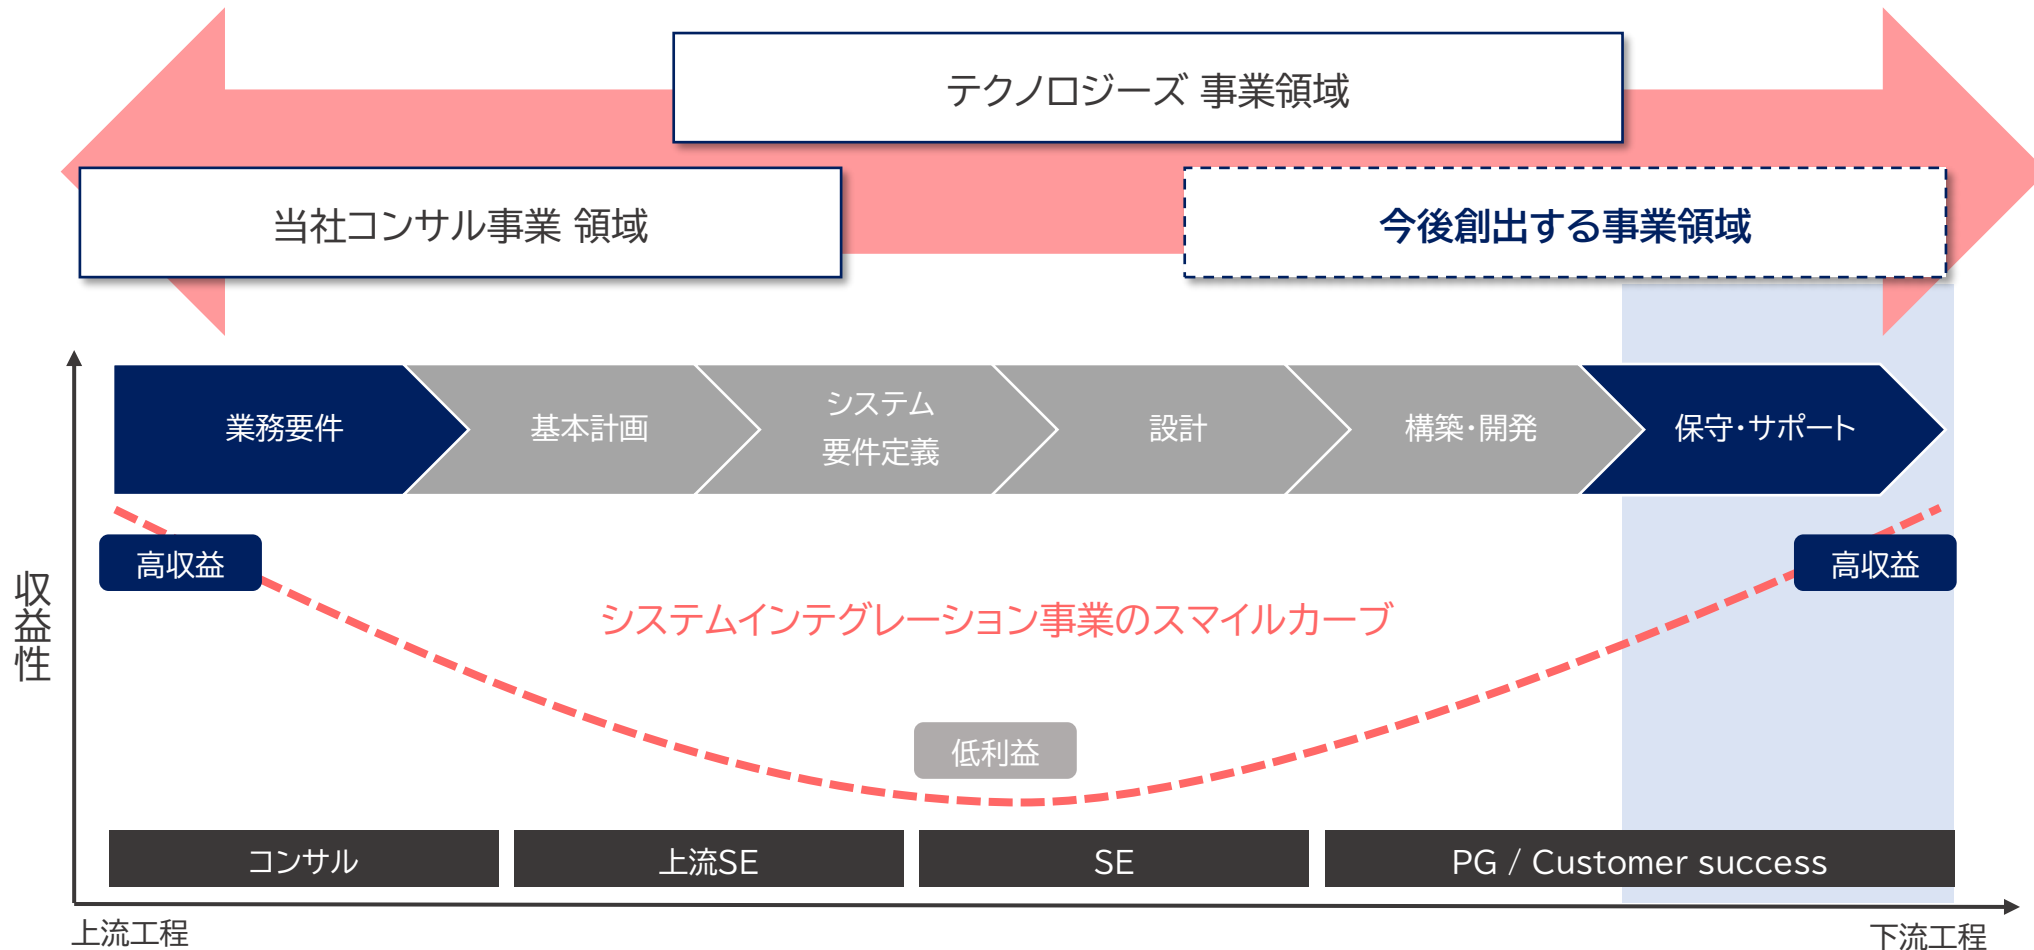 テクノロジーズ 事業領域
当社コンサル事業 領域
今後創出する事業領域
業務要件
基本計画
システム
要件定義
設計
構築・開発
保守・サポート
高収益
高収益
収益性
システムインテグレーション事業のスマイルカーブ
低利益
コンサル
上流SE
SE
PG / Customer success
上流工程
下流工程